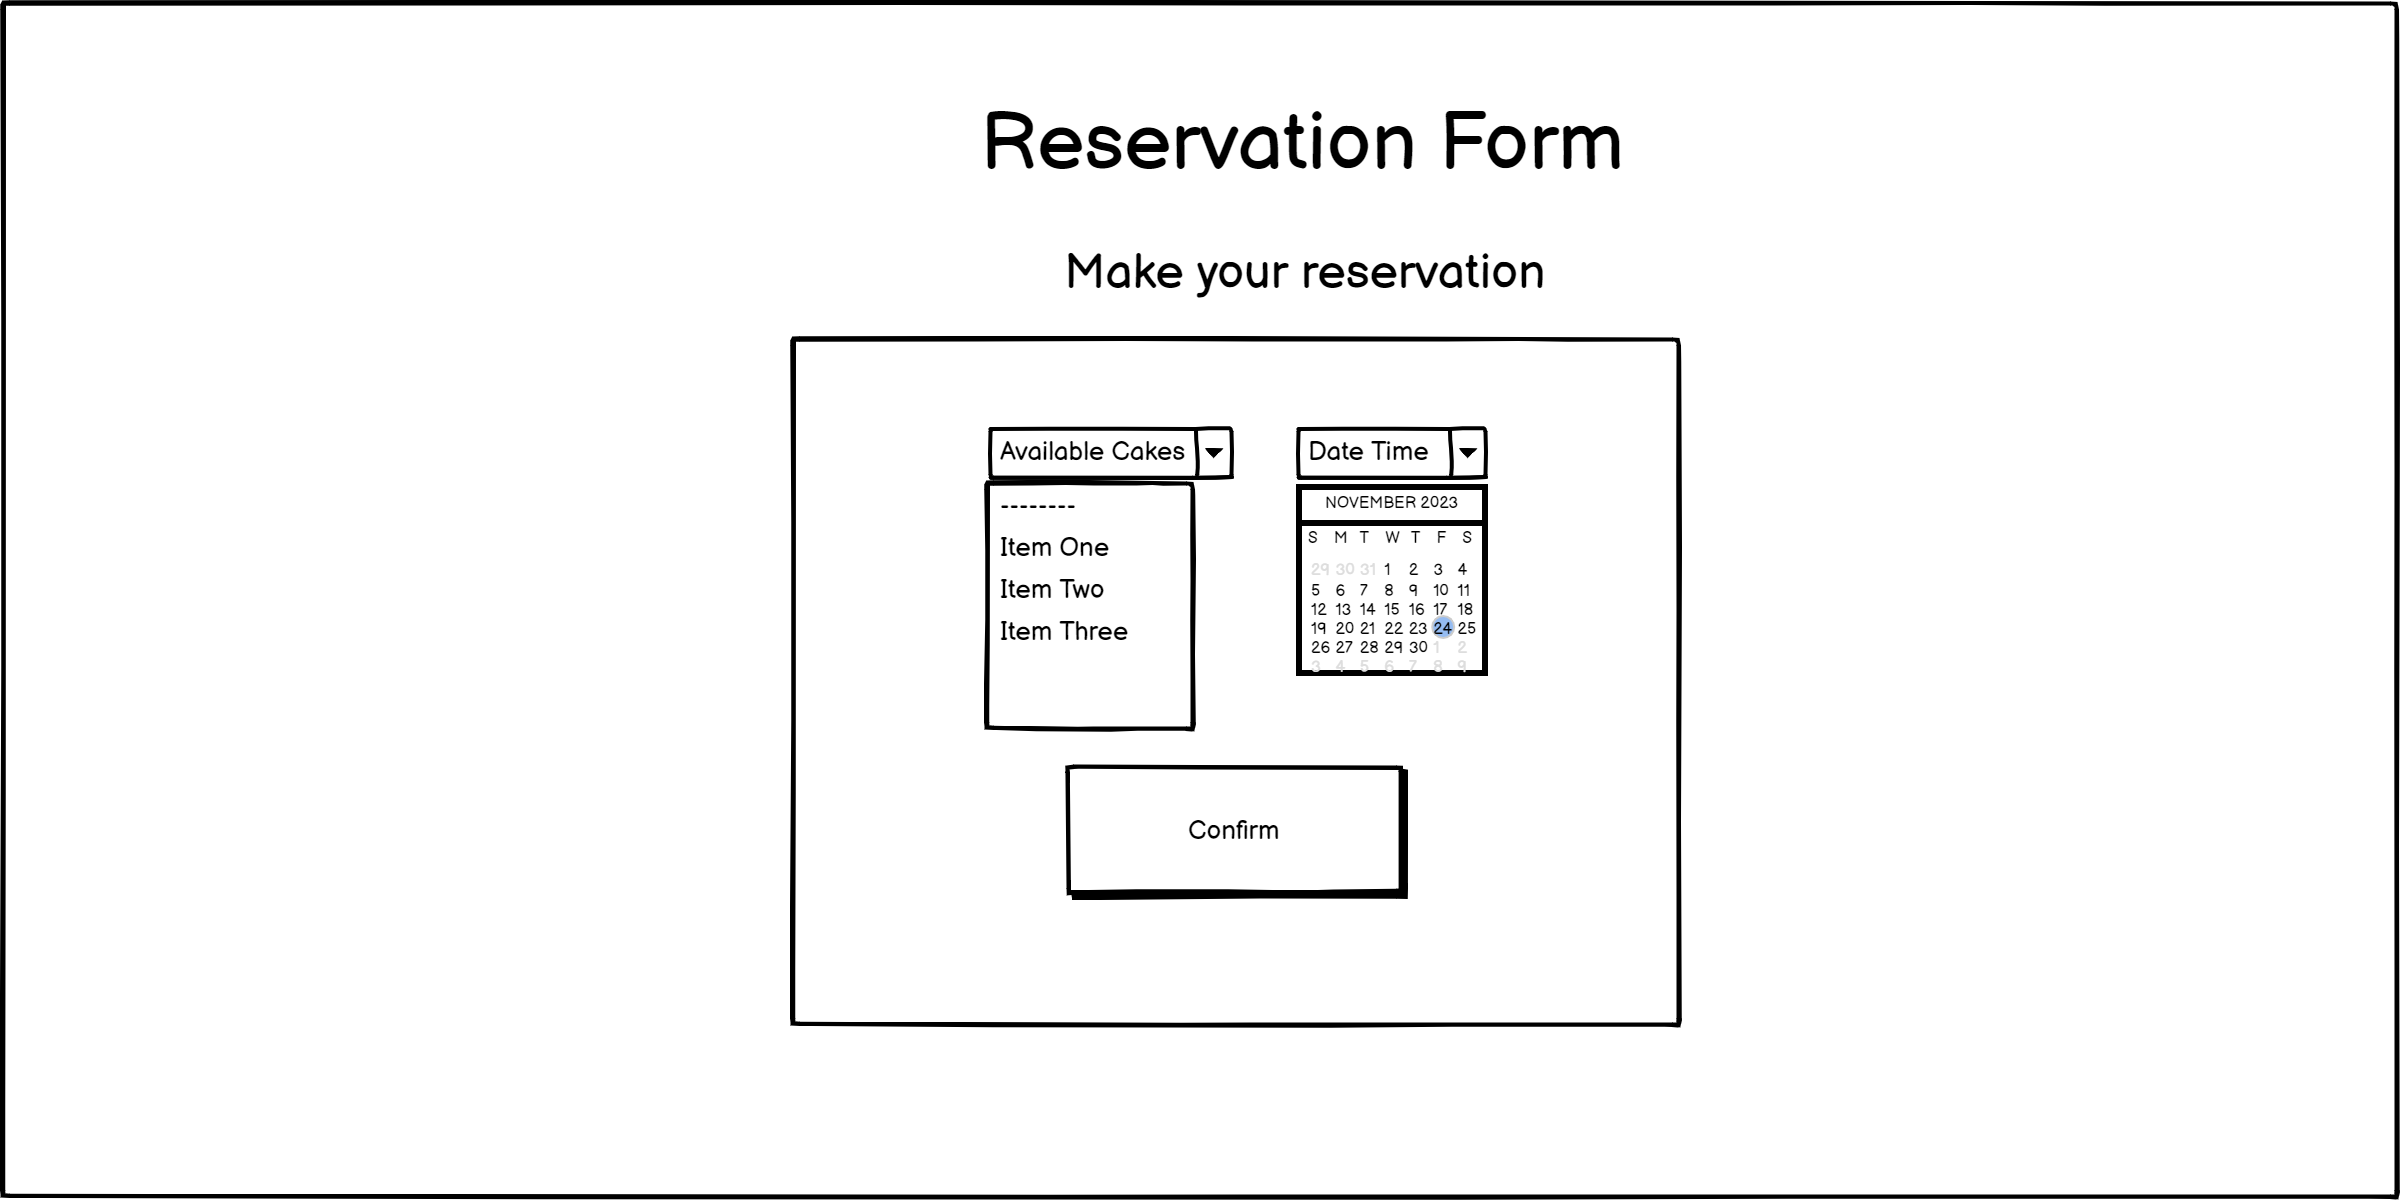 Reservation Form
Make your reservation
Available Cakes
--------
Item One
Item Two
Item Three
Date Time
NOVEMBER 2023
S M T W T F S
29 30 31 1 2 3 4
5 6 7 8 9 10 11
12 13 14 15 16 17 18
19 20 21 22 23 24 25
26 27 28 29 30 1 2
3 4 5 6 7 8 9
Confirm